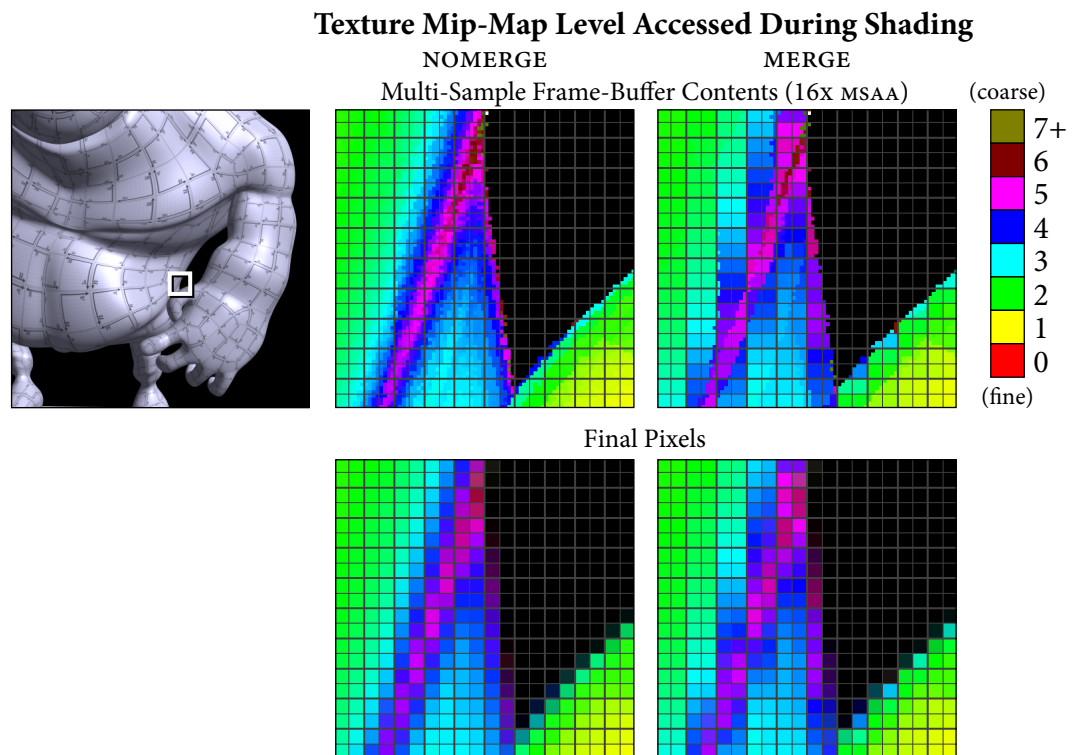 Texture Mip-Map Level Accessed During Shading
NOMERGE
MERGE
Multi-Sample Frame-Buffer Contents (16x MSAA)
(coarse)
7+
6
5
4
3
2
1
0
(fine)
Final Pixels